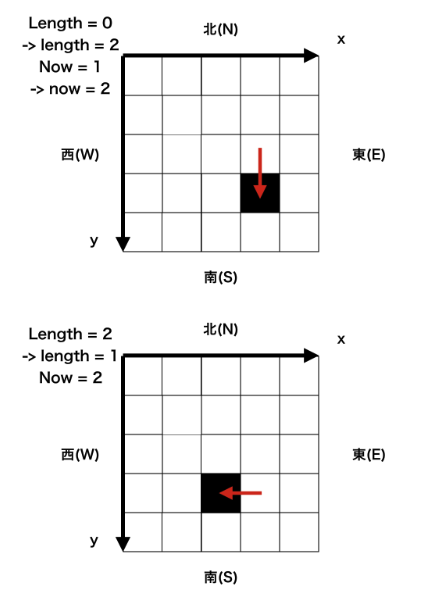 Length = 0
-> length = 2
Now = 1
-> now = 2
北(N)
x
西(W)
東(E)
y
南(S)
Length = 2
-> length = 1
Now = 2
北(N)
x
西(W)
東(E)
y
南(S)